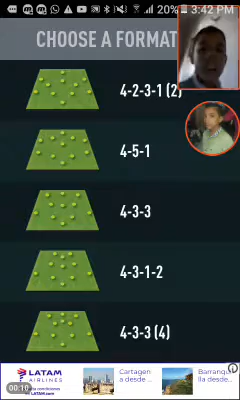 20% 3:42 PM
CHOOSE A FORMAT
4-2-3-1 (2)
4-5-1
4-3-3
4-3-1-2
4-3-3 (4)
LATAM
AIRLINES
Cartagen
a desde ...
Barranqu
lla desde ...
00:10